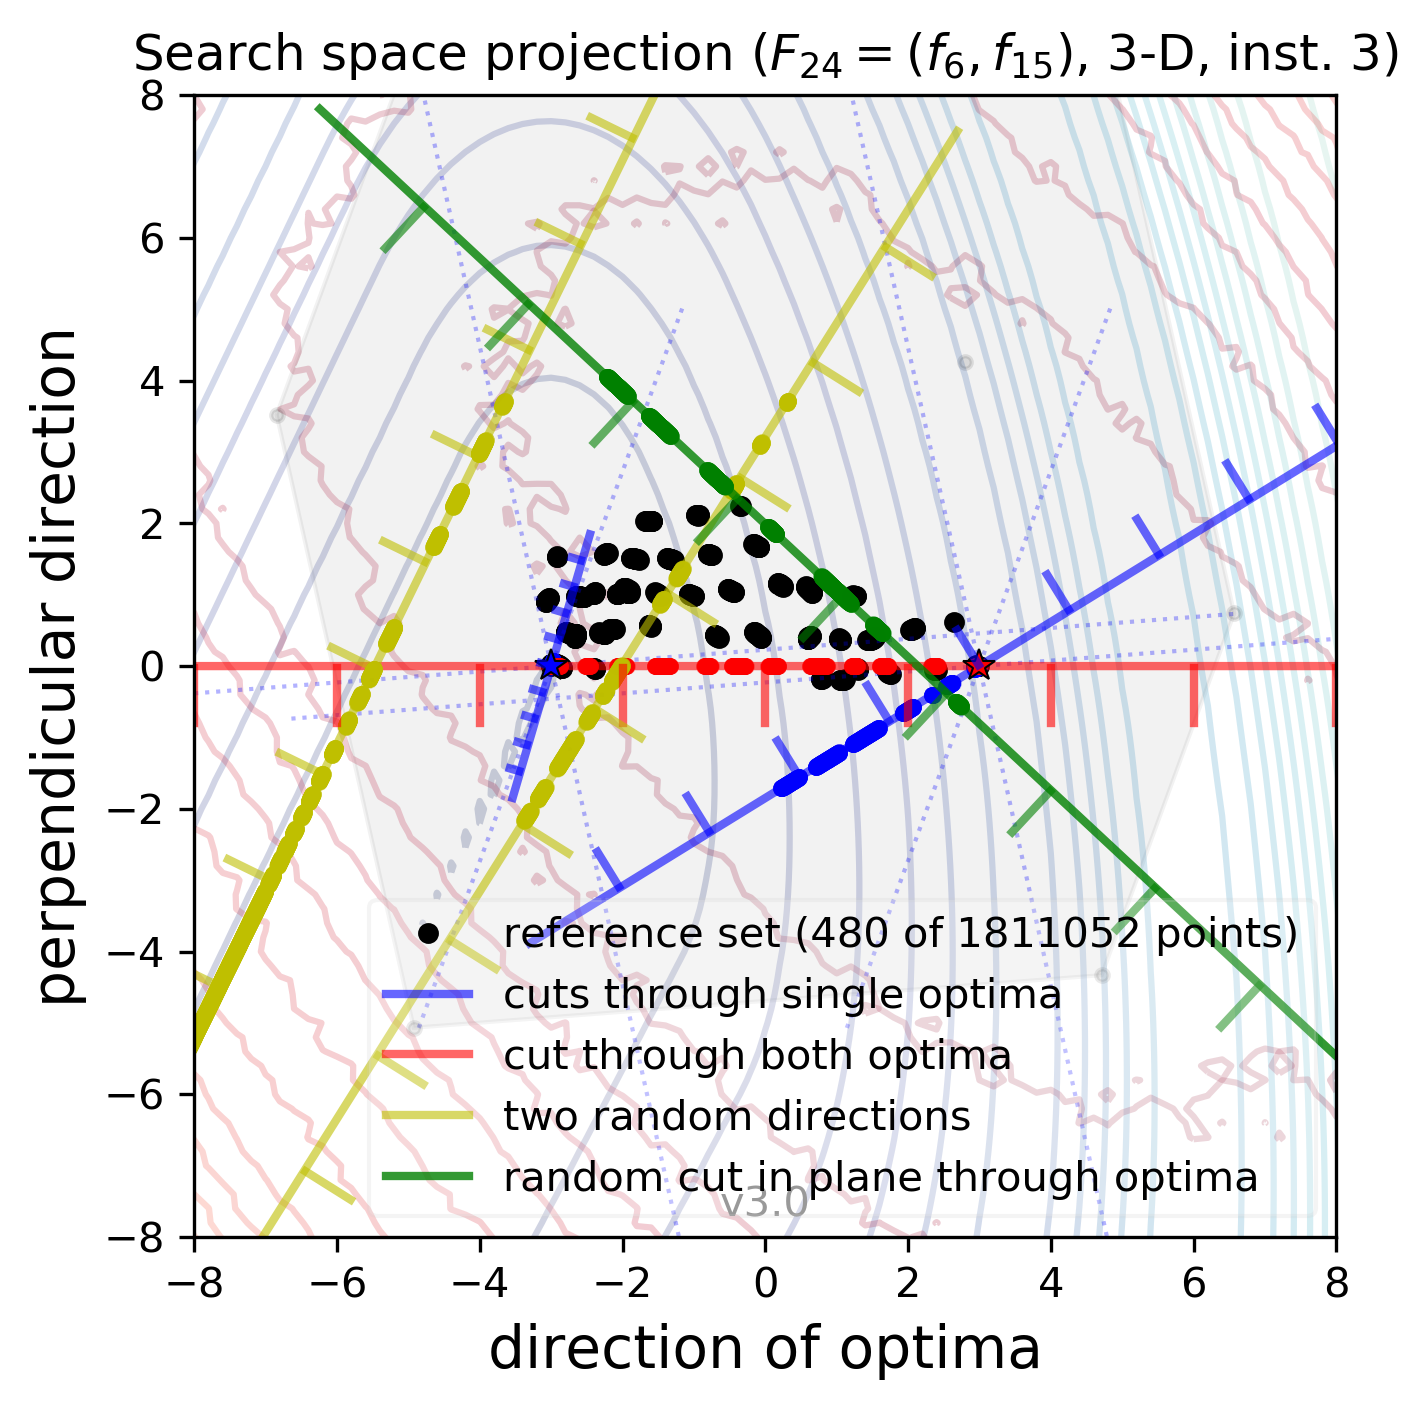 Search space projection (F24 = (f6, f15), 3-D, inst. 3)
8
6
4
2
0
−2
−4
−6
−8
perpendicular direction
reference set (480 of 1811052 points)
cuts through single optima
cut through both optima
two random directions
random cut in plane through optima
v3.0
−8 −6 −4 −2 0 2 4 6 8
direction of optima